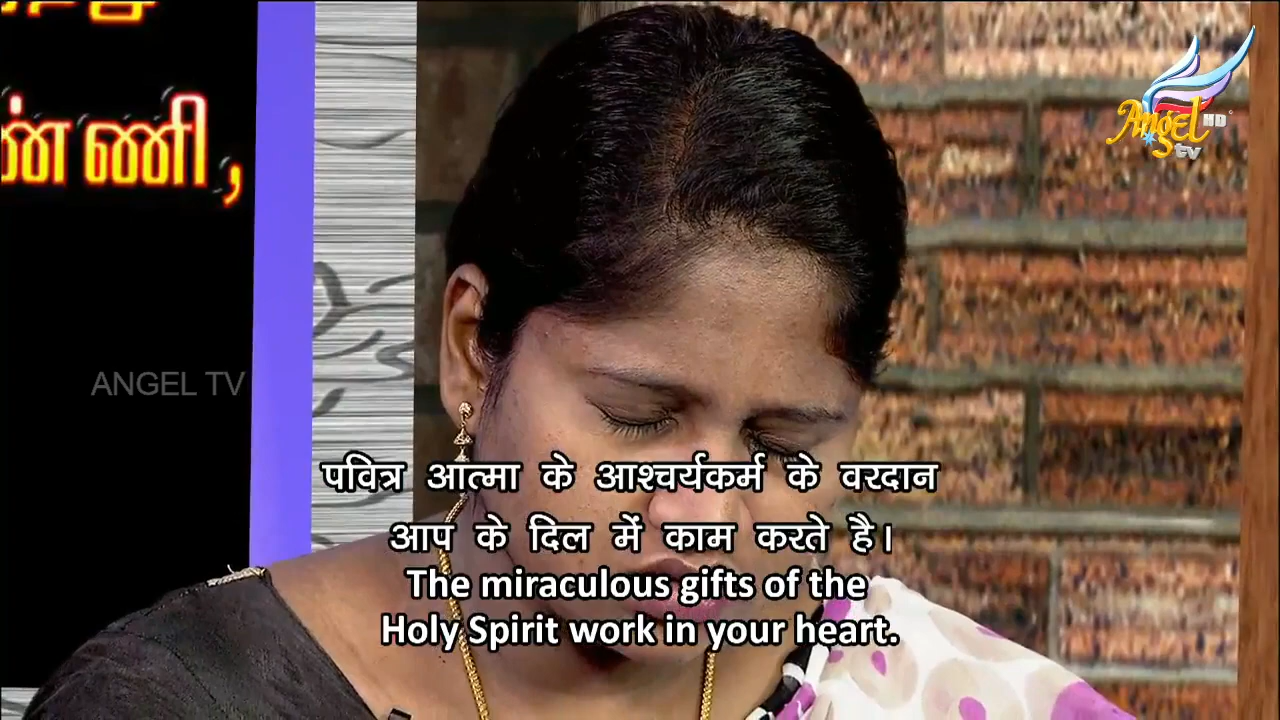 ண்ணி,
Angel HD
tv
ANGEL TV
पवित्र आत्मा के आश्चर्यकर्म के वरदान
आप के दिल में काम करते है।
The miraculous gifts of the
Holy Spirit work in your heart.